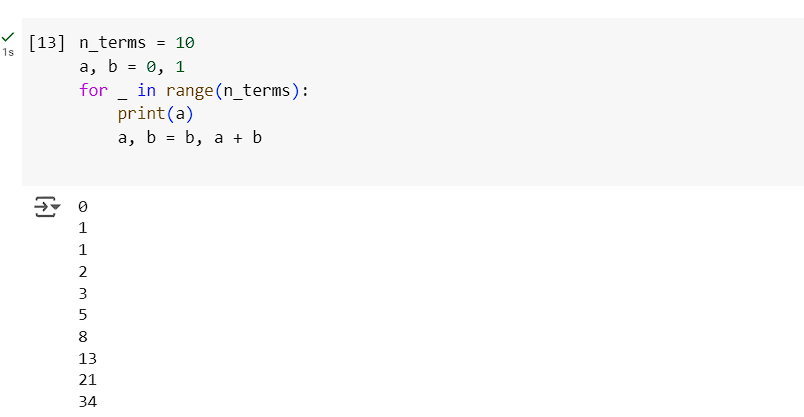 [13] n_terms = 10
1s
a, b = 0, 1
for _ in range(n_terms):
    print(a)
    a, b = b, a + b
0
1
1
2
3
5
8
13
21
34